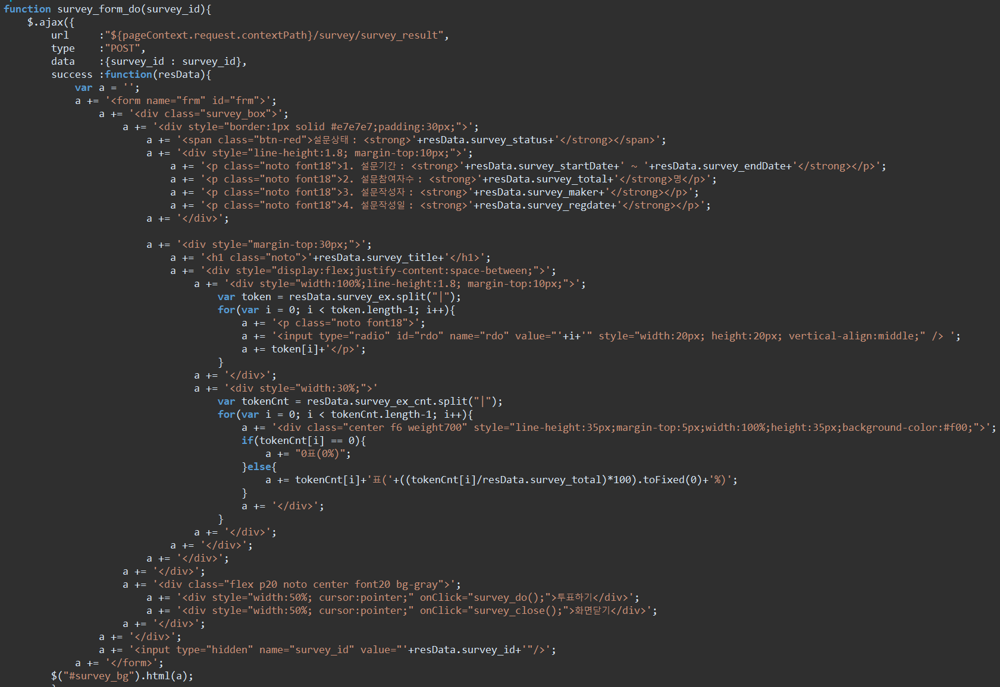 function survey_form_do(survey_id){
    $.ajax({
        url     :"${pageContext.request.contextPath}/survey/survey_result",
        type    :"POST",
        data    :{survey_id : survey_id},
        success :function(resData){
            var a = '';
            a += '<form name="frm" id="frm">';
                a += '<div class="survey_box">';
                    a += '<div style="border:1px solid #e7e7e7;padding:30px;">';
                        a += '<span class="btn-red">설문상태 : <strong>'+resData.survey_status+'</strong></span>';
                        a += '<div style="line-height:1.8; margin-top:10px;">';
                            a += '<p class="noto font18">1. 설문기간 : <strong>'+resData.survey_startDate+' ~ '+resData.survey_endDate+'</strong></p>';
                            a += '<p class="noto font18">2. 설문참여자수 : <strong>'+resData.survey_total+'</strong>명</p>';
                            a += '<p class="noto font18">3. 설문작성자 : <strong>'+resData.survey_maker+'</strong></p>';
                            a += '<p class="noto font18">4. 설문작성일 : <strong>'+resData.survey_regdate+'</strong></p>';
                        a += '</div>';

                        a += '<div style="margin-top:30px;">';
                            a += '<h1 class="noto">'+resData.survey_title+'</h1>';
                            a += '<div style="display:flex;justify-content:space-between;">';
                                a += '<div style="width:100%;line-height:1.8; margin-top:10px;">';
                                    var token = resData.survey_ex.split("|");
                                    for(var i = 0; i < token.length-1; i++){
                                        a += '<p class="noto font18">';
                                        a += '<input type="radio" id="rdo" name="rdo" value="'+i+'" style="width:20px; height:20px; vertical-align:middle;" /> ';
                                        a += token[i]+'</p>';
                                    }
                                a += '</div>';
                                a += '<div style="width:30%;">'
                                    var tokenCnt = resData.survey_ex_cnt.split("|");
                                    for(var i = 0; i < tokenCnt.length-1; i++){
                                        a += '<div class="center f6 weight700" style="line-height:35px;margin-top:5px;width:100%;height:35px;background-color:#f00;">';
                                        if(tokenCnt[i] == 0){
                                            a += "0표(0%)";
                                        }else{
                                            a += tokenCnt[i]+'표('+((tokenCnt[i]/resData.survey_total)*100).toFixed(0)+'%)';
                                        }
                                        a += '</div>';
                                    }
                                a += '</div>';
                            a += '</div>';
                        a += '</div>';
                    a += '</div>';
                    a += '<div class="flex p20 noto center font20 bg-gray">';
                        a += '<div style="width:50%; cursor:pointer;" onClick="survey_do();">투표하기</div>';
                        a += '<div style="width:50%; cursor:pointer;" onClick="survey_close();">화면닫기</div>';
                    a += '</div>';
                a += '</div>';
                a += '<input type="hidden" name="survey_id" value="'+resData.survey_id+'"/>';
            a += '</form>';
        $("#survey_bg").html(a);